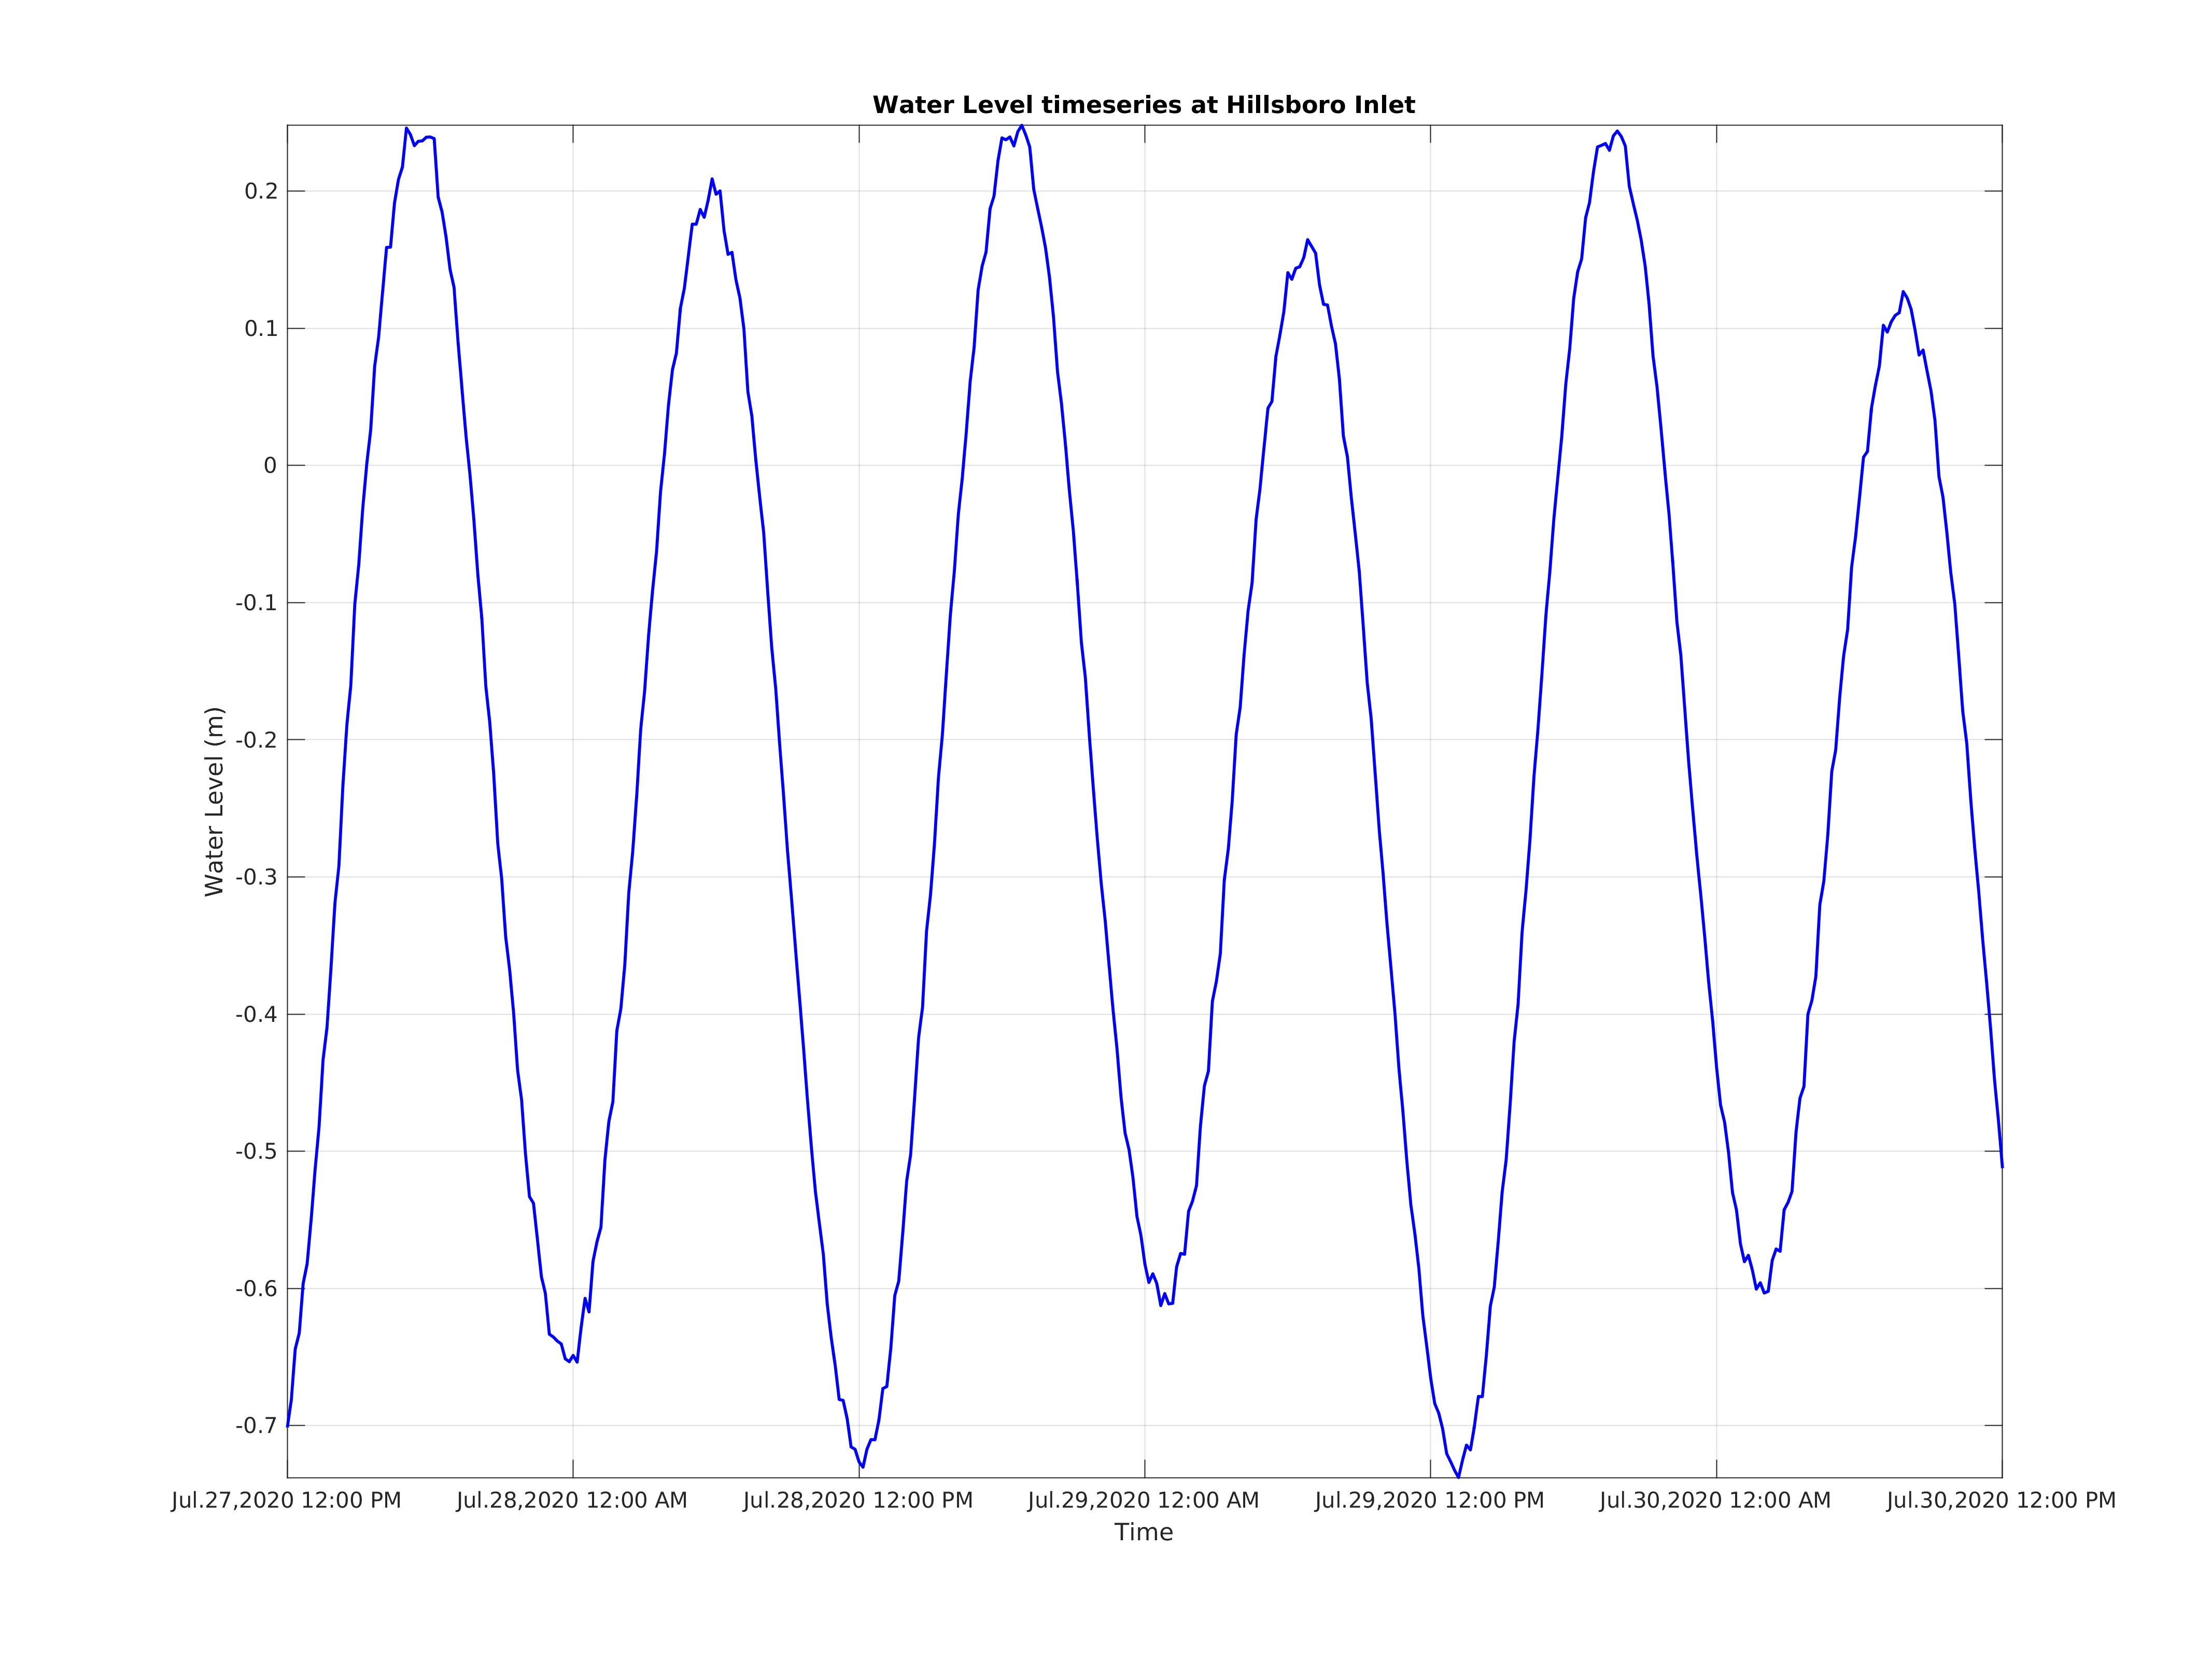 Water Level timeseries at Hillsboro Inlet
0.2
0.1
0
-0.1
-0.2
-0.3
-0.4
-0.5
-0.6
-0.7
Water Level (m)
Jul.27,2020 12:00 PM Jul.28,2020 12:00 AM Jul.28,2020 12:00 PM Jul.29,2020 12:00 AM Jul.29,2020 12:00 PM Jul.30,2020 12:00 AM Jul.30,2020 12:00 PM
Time